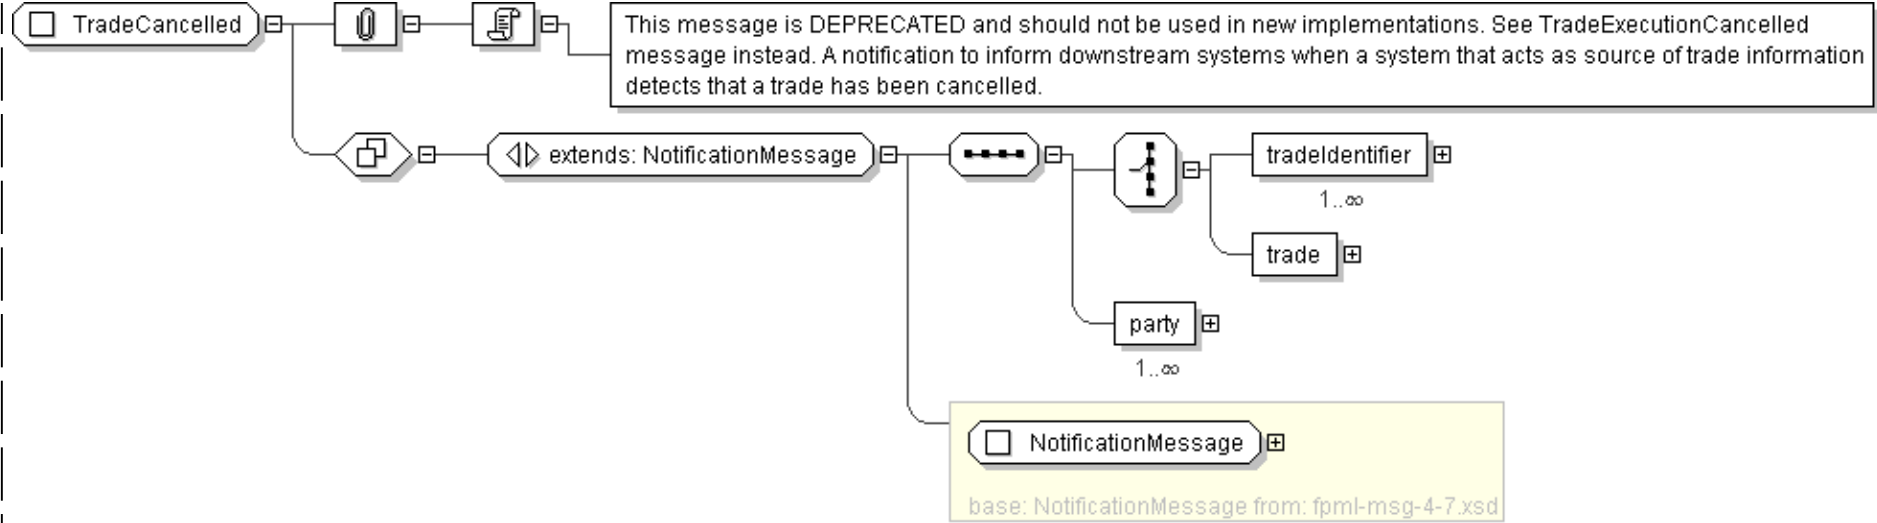 TradeCancelled
This message is DEPRECATED and should not be used in new implementations. See TradeExecutionCancelled
message instead. A notification to inform downstream systems when a system that acts as source of trade information
detects that a trade has been cancelled.
extends: NotificationMessage
tradeIdentifier
1..∞
trade
party
1..∞
NotificationMessage
base: NotificationMessage from: fpml-msg-4-7.xsd